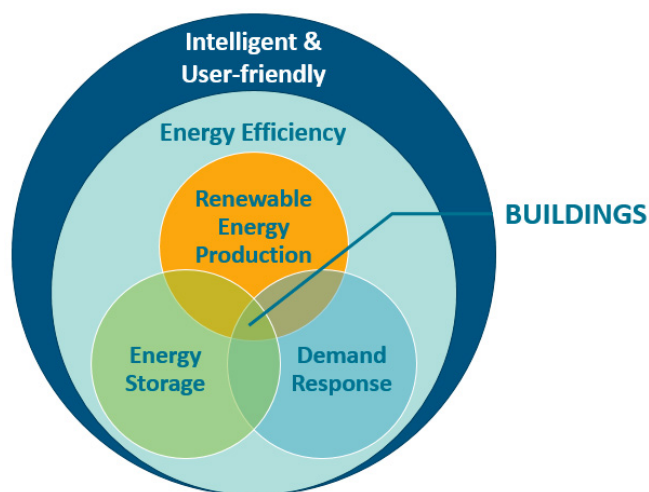 Intelligent &
User-friendly
Energy Efficiency
Renewable
Energy
Production
BUILDINGS
Energy
Storage
Demand
Response